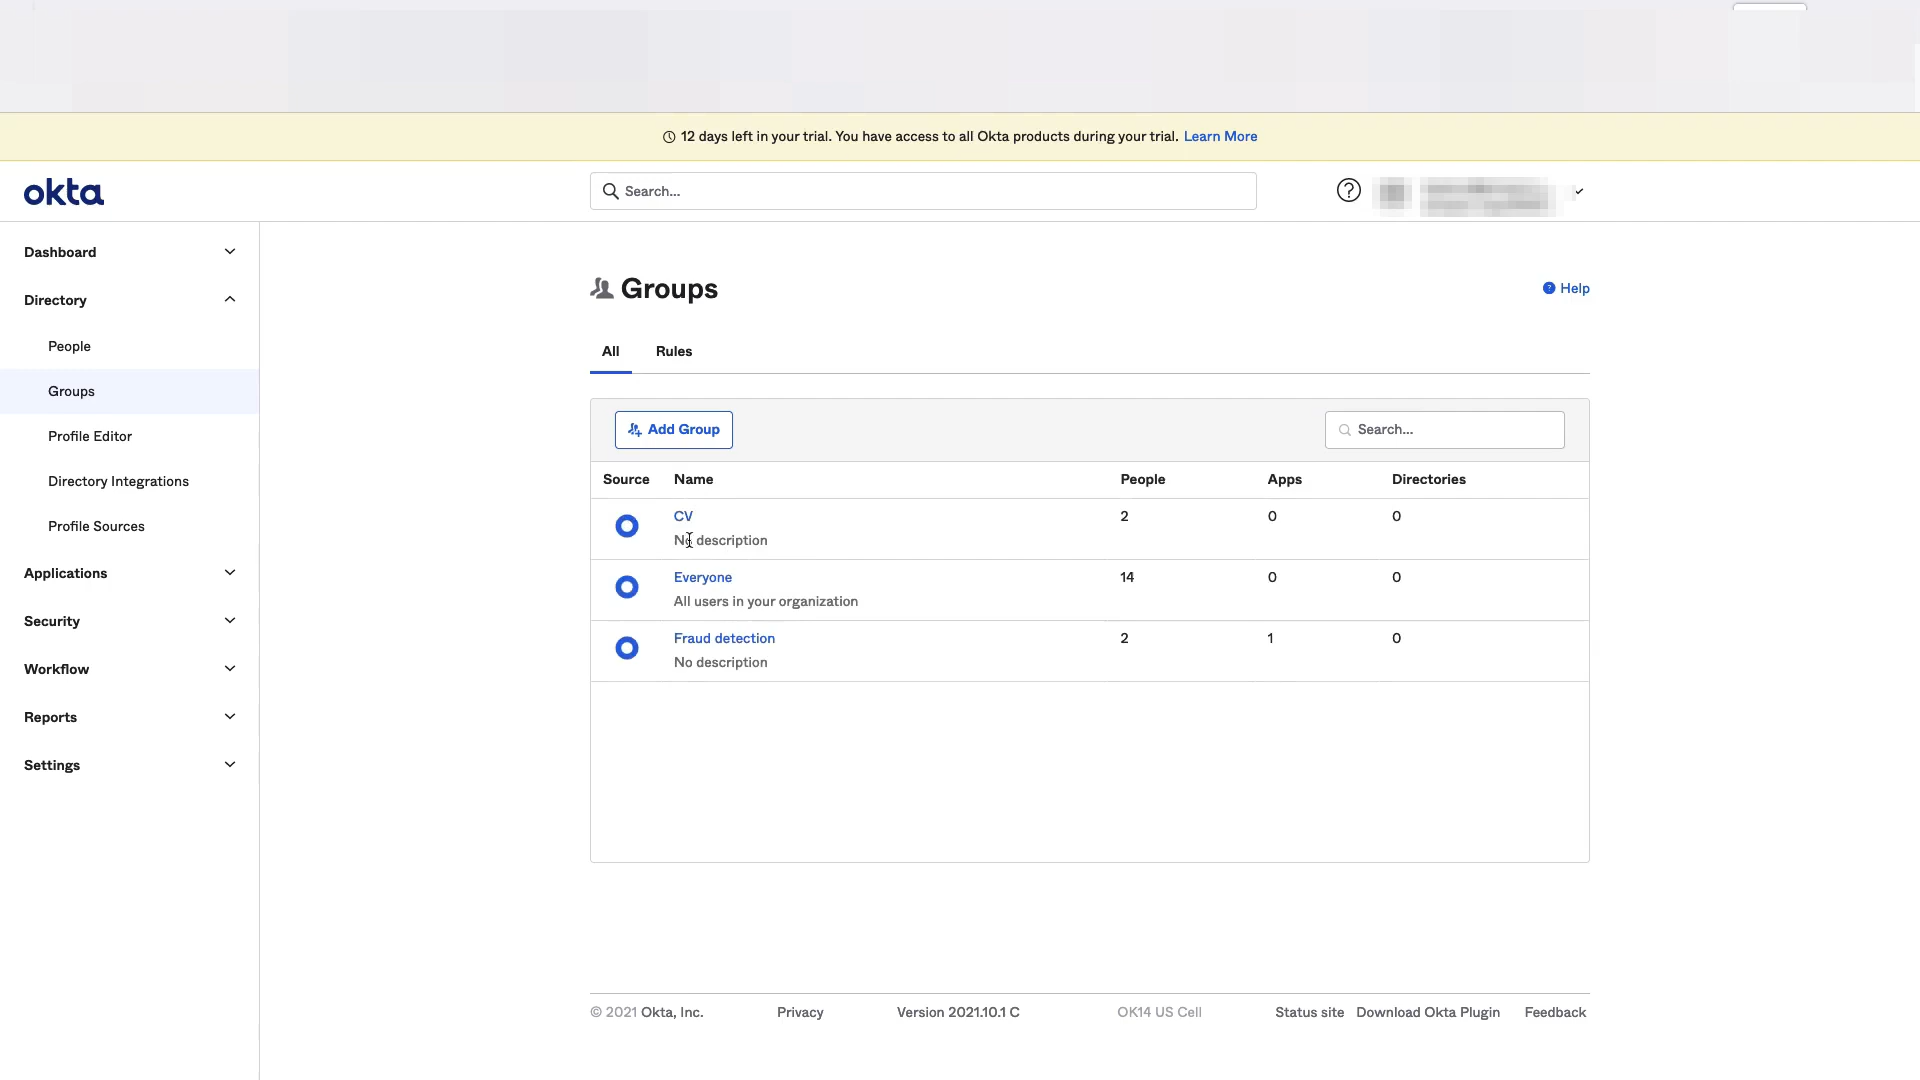 12 days left in your trial. You have access to all Okta products during your trial. Learn More
okta
Search...
Dashboard
Directory
People
Groups
Profile Editor
Directory Integrations
Profile Sources
Applications
Security
Workflow
Reports
Settings
Groups
Help
All Rules
Add Group
Search...
Source Name People Apps Directories
CV 2 0 0
No description
Everyone 14 0 0
All users in your organization
Fraud detection 2 1 0
No description
© 2021 Okta, Inc. Privacy Version 2021.10.1 C OK14 US Cell Status site Download Okta Plugin Feedback